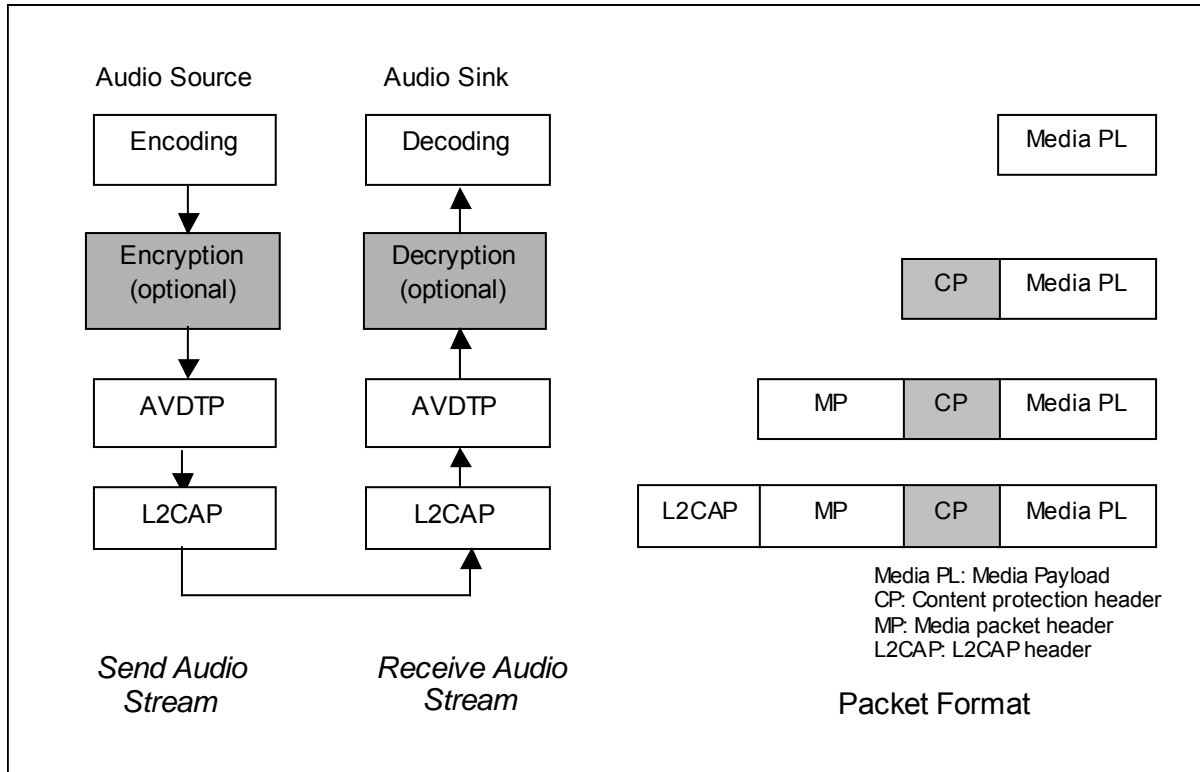 Audio Source
Audio Sink
Encoding
Decoding
Media PL
Encryption
(optional)
Decryption
(optional)
CP
Media PL
AVDTP
AVDTP
MP
CP
Media PL
L2CAP
L2CAP
L2CAP
MP
CP
Media PL
Media PL: Media Payload
CP: Content protection header
MP: Media packet header
L2CAP: L2CAP header
Send Audio
Stream
Receive Audio
Stream
Packet Format